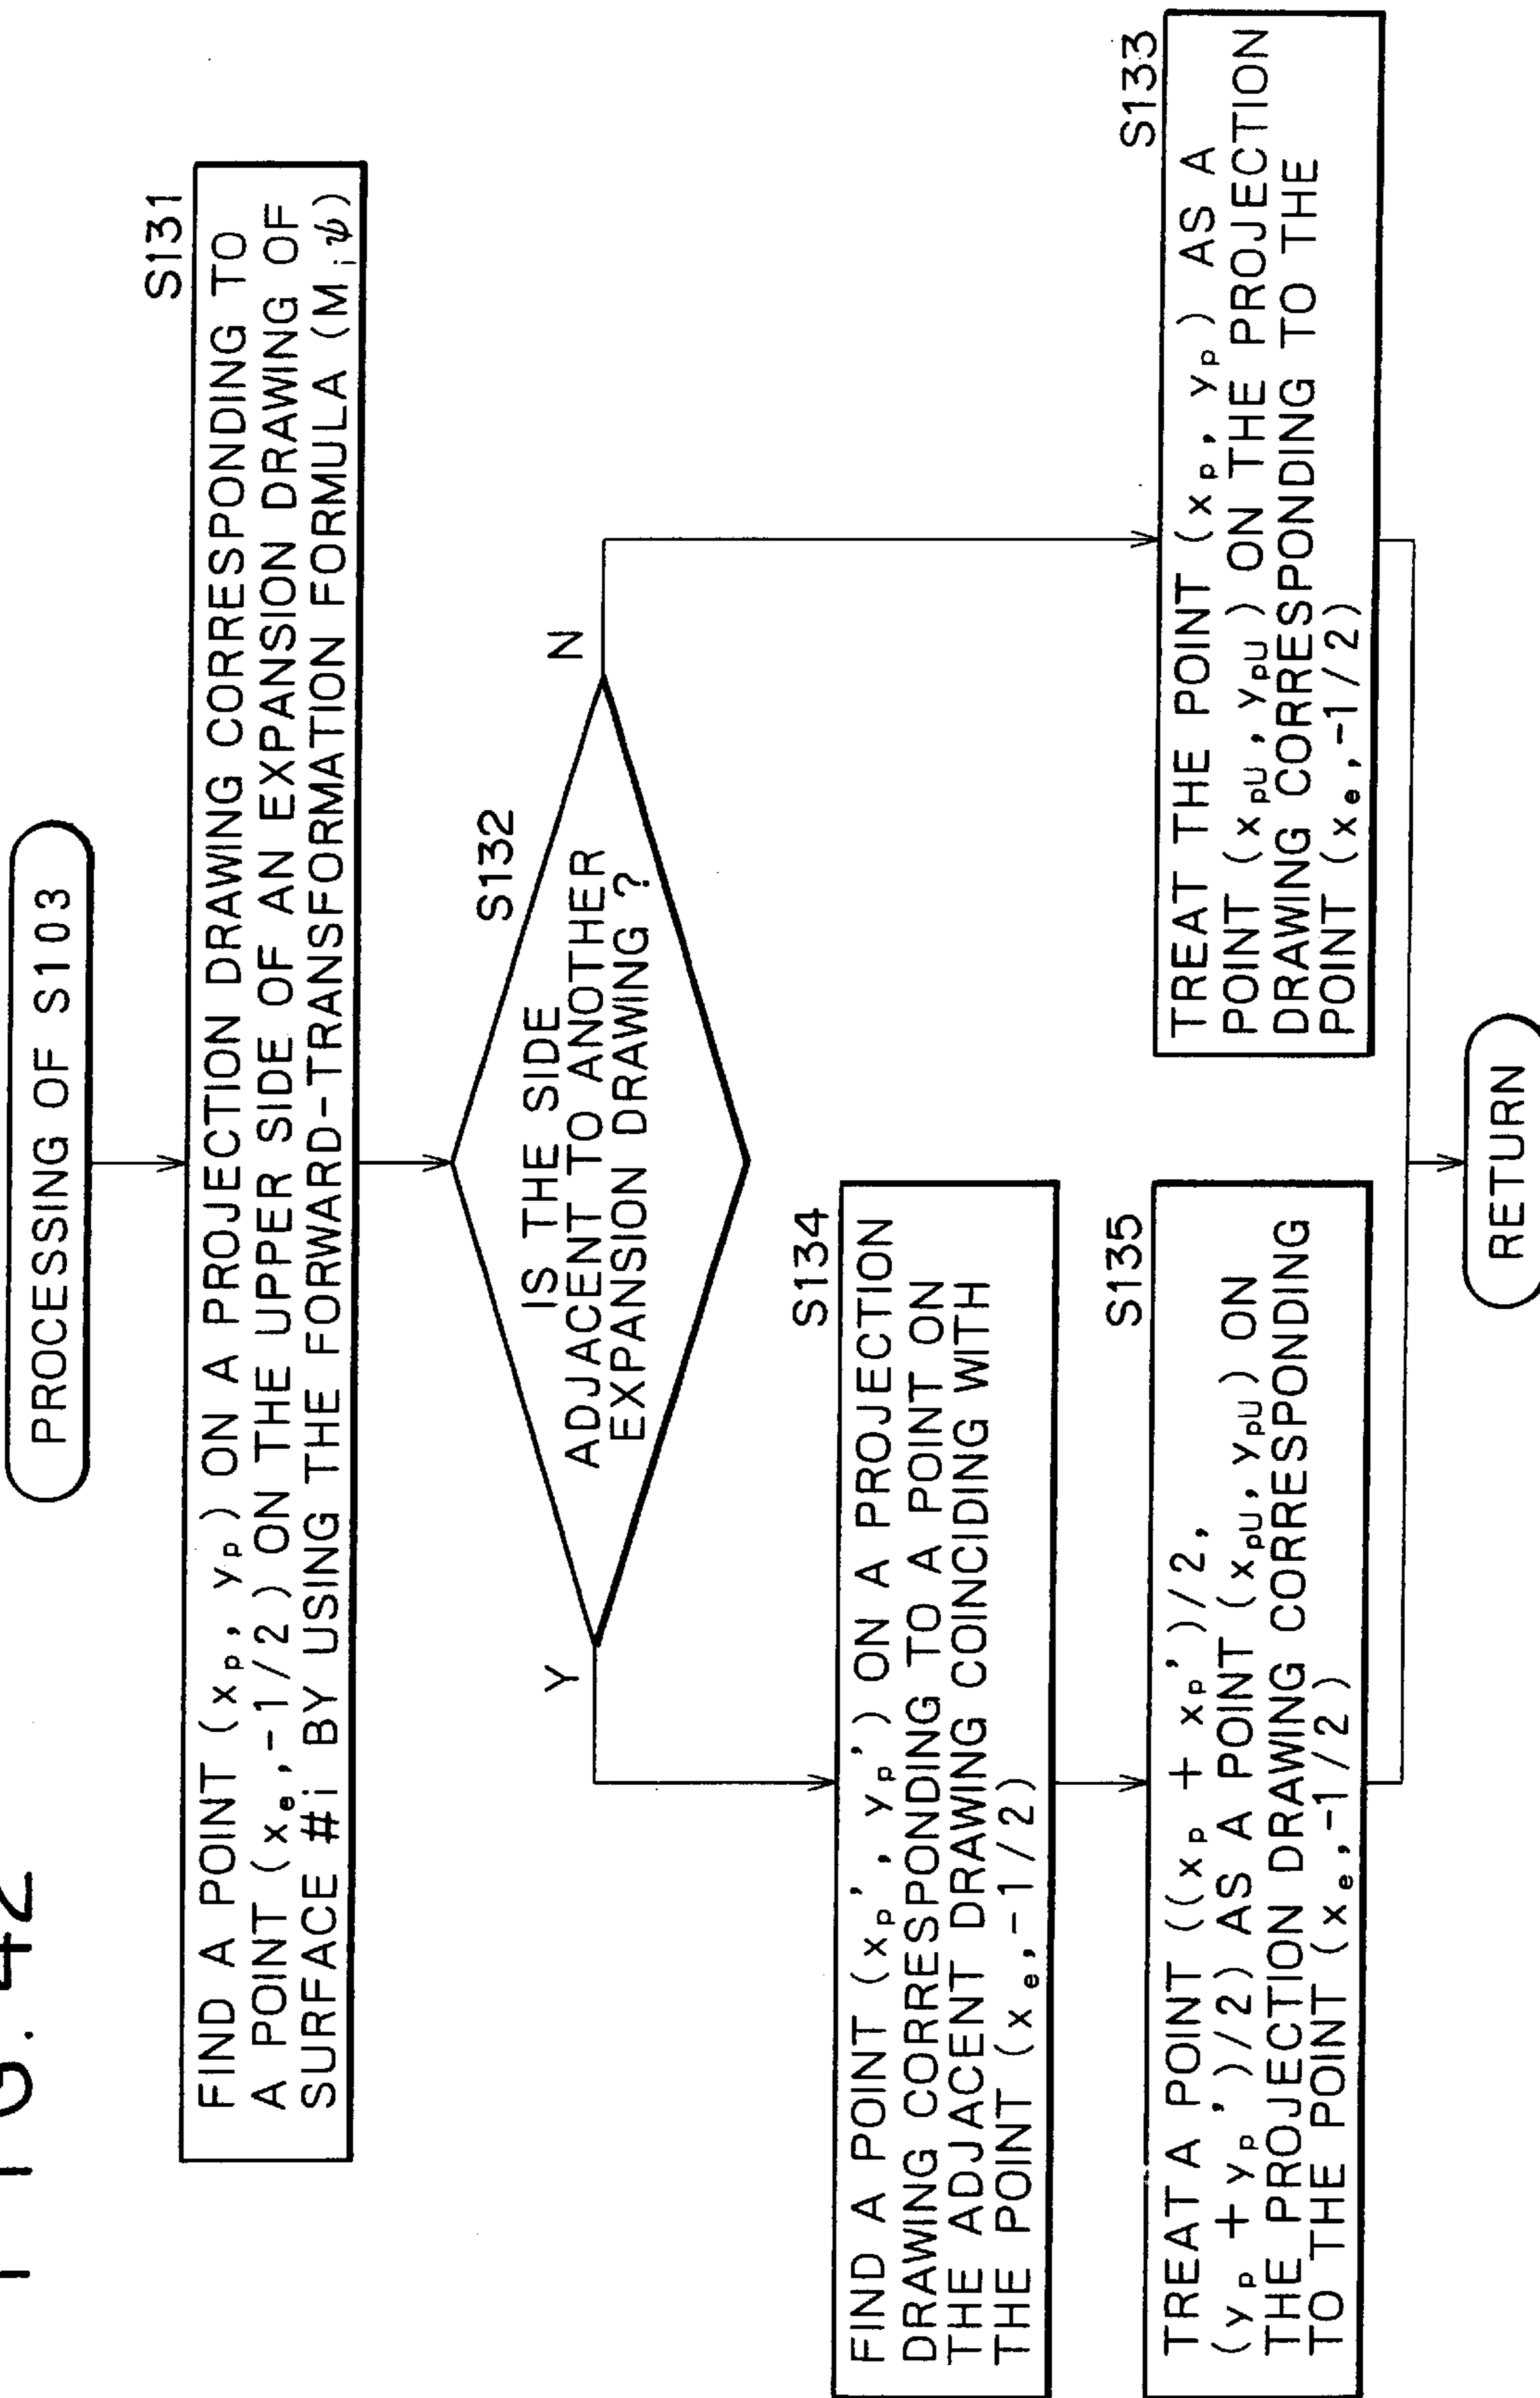 FIG. 42
PROCESSING OF S103
S131
FIND A POINT (xp, yp) ON A PROJECTION DRAWING CORRESPONDING TO
A POINT (xe, -1/2) ON THE UPPER SIDE OF AN EXPANSION DRAWING OF
SURFACE #i BY USING THE FORWARD-TRANSFORMATION FORMULA (Miψ)
S132
IS THE SIDE
ADJACENT TO ANOTHER
EXPANSION DRAWING ?
Y
N
S134
FIND A POINT (xp', yp') ON A PROJECTION
DRAWING CORRESPONDING TO A POINT ON
THE ADJACENT DRAWING COINCIDING WITH
THE POINT (xe, -1/2)
S135
TREAT A POINT ((xp + xp')/2,
(yp + yp')/2) AS A POINT (xpU, ypU) ON
THE PROJECTION DRAWING CORRESPONDING
TO THE POINT (xe, -1/2)
S133
TREAT THE POINT (xp, yp) AS A
POINT (xpU, ypU) ON THE PROJECTION
DRAWING CORRESPONDING TO THE
POINT (xe, -1/2)
RETURN